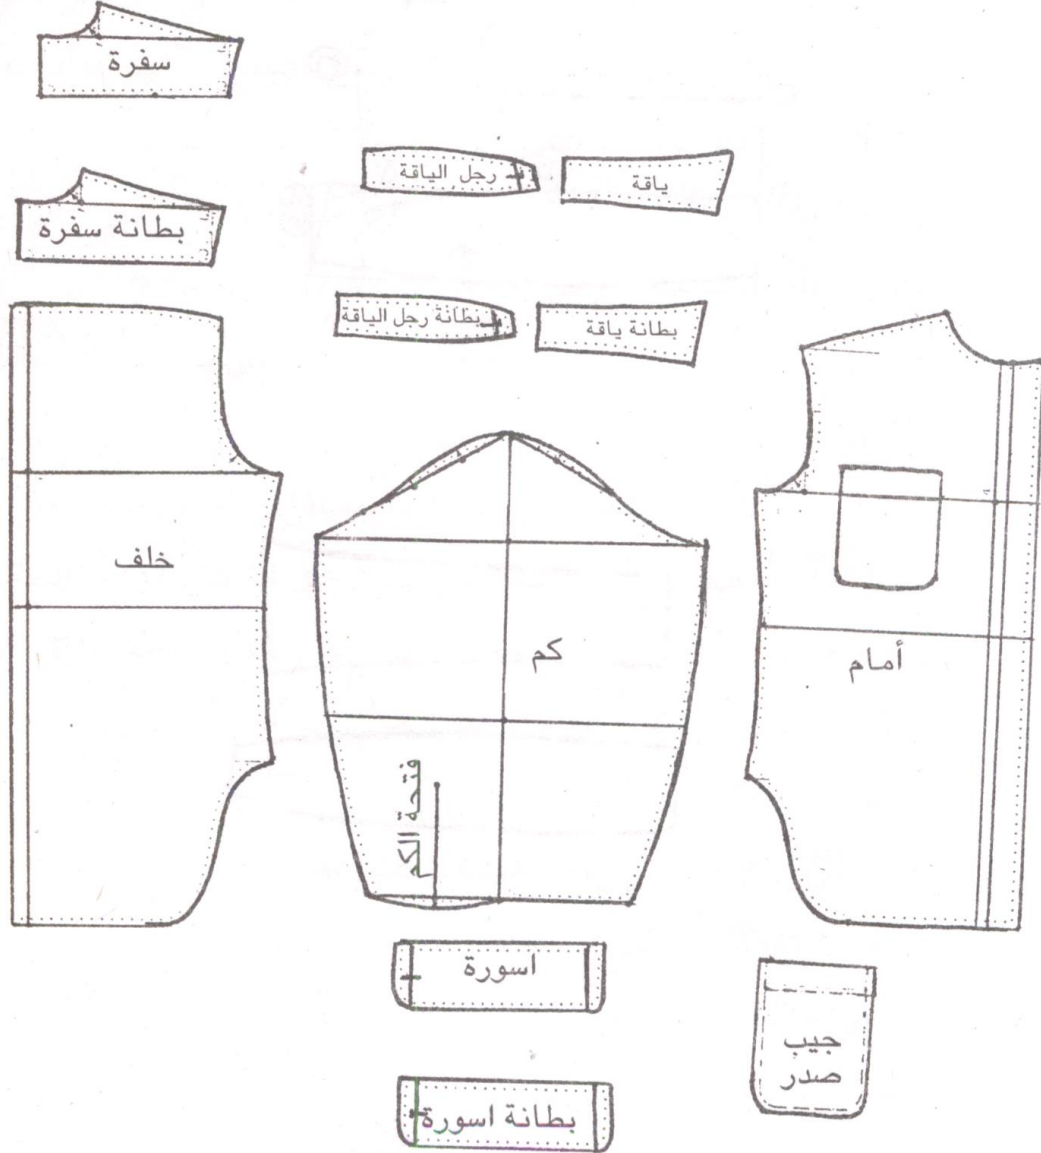 سفرة
رجل الياقة
ياقة
بطانة سفرة
بطانة رجل الياقة
بطانة ياقة
خلف
كم
أمام
فتحة الكم
اسورة
جيب
صدر
بطانة اسورة